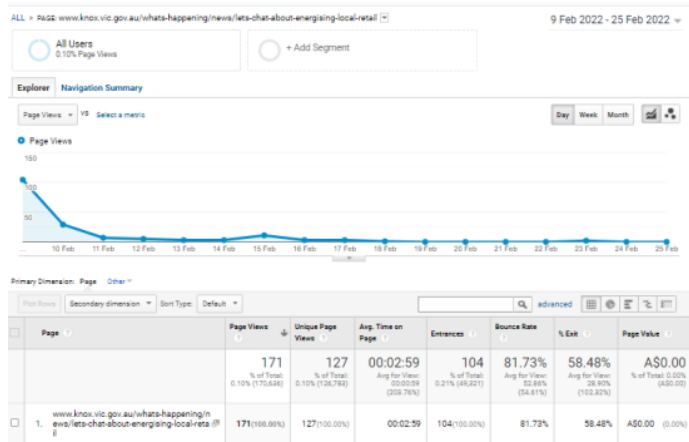 ALL > PAGE: www.knox.vic.gov.au/whats-happening/news/lets-chat-about-energising-local-retail
9 Feb 2022 - 25 Feb 2022
All Users
0.10% Page Views
+ Add Segment
Explorer Navigation Summary
Page Views VS Select a metric
Day Week Month
Page Views
150
100
50
... 10 Feb 11 Feb 12 Feb 13 Feb 14 Feb 15 Feb 16 Feb 17 Feb 18 Feb 19 Feb 20 Feb 21 Feb 22 Feb 23 Feb 24 Feb 25 Feb
Primary Dimension: Page Other
Plot Rows Secondary dimension Sort Type: Default advanced
Page Page Views Unique Page Views Avg. Time on Page Entrances Bounce Rate % Exit Page Value
171 127 00:02:59 104 81.73% 58.48% A$0.00
% of Total: 0.10% (170,636) % of Total: 0.10% (126,783) Avg for View: 00:00:59 (203.76%) % of Total: 0.21% (49,321) Avg for View: 52.86% (54.61%) Avg for View: 28.90% (102.32%) % of Total: 0.00% (A$0.00)
1. www.knox.vic.gov.au/whats-happening/n
ews/lets-chat-about-energising-local-reta
il
171(100.00%) 127(100.00%) 00:02:59 104(100.00%) 81.73% 58.48% A$0.00 (0.00%)